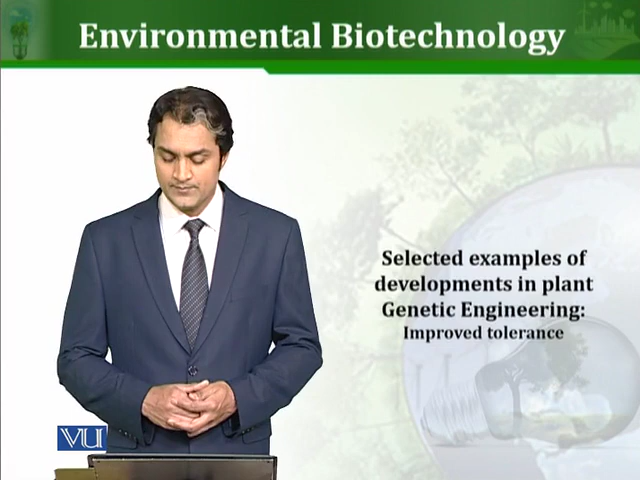 Environmental Biotechnology
Selected examples of
developments in plant
Genetic Engineering:
Improved tolerance
VU